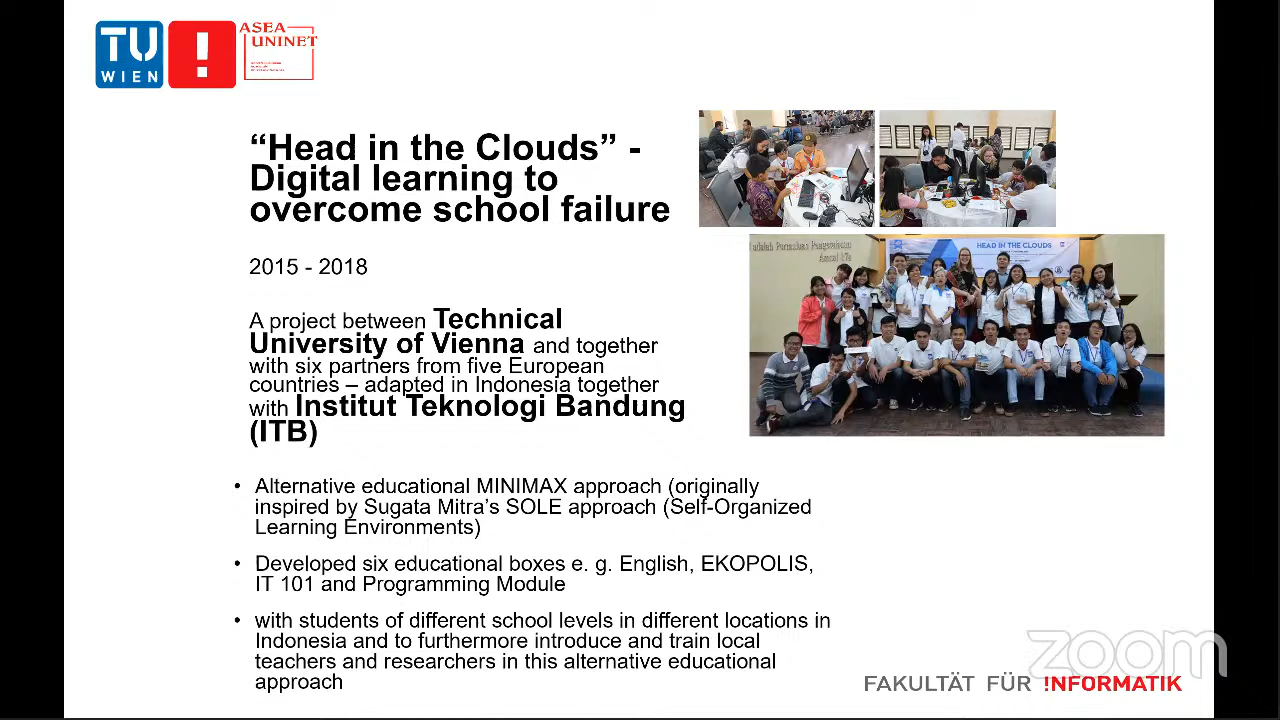 TU
WIEN
!
ASEA
UNINET
“Head in the Clouds” -
Digital learning to
overcome school failure
2015 - 2018
A project between Technical
University of Vienna and together
with six partners from five European
countries – adapted in Indonesia together
with Institut Teknologi Bandung
(ITB)
HEAD IN THE CLOUDS
• Alternative educational MINIMAX approach (originally
inspired by Sugata Mitra’s SOLE approach (Self-Organized
Learning Environments)
• Developed six educational boxes e. g. English, EKOPOLIS,
IT 101 and Programming Module
• with students of different school levels in different locations in
Indonesia and to furthermore introduce and train local
teachers and researchers in this alternative educational
approach
zoom
FAKULTÄT FÜR !NFORMATIK